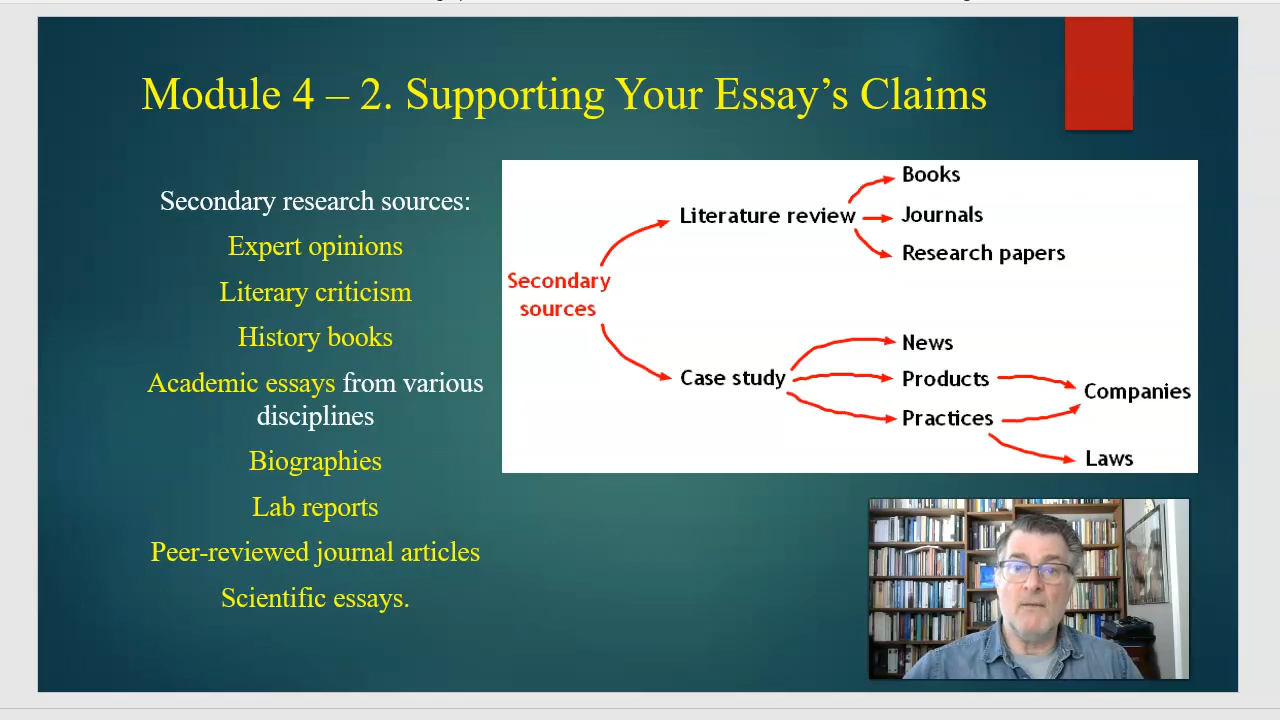 Module 4 – 2. Supporting Your Essay’s Claims
Secondary research sources:
Expert opinions
Literary criticism
History books
Academic essays from various
disciplines
Biographies
Lab reports
Peer-reviewed journal articles
Scientific essays.
Secondary
sources
Literature review
Books
Journals
Research papers
Case study
News
Products
Practices
Companies
Laws